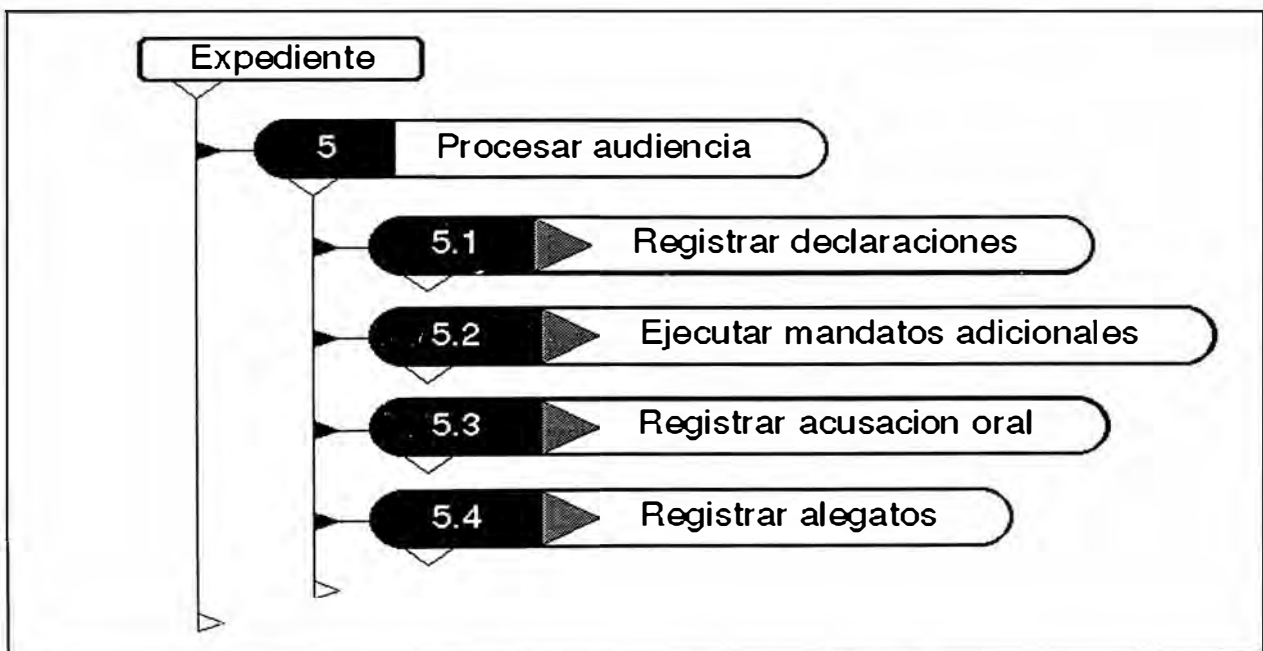 Expediente
5 Procesar audiencia
5.1 Registrar declaraciones
5.2 Ejecutar mandatos adicionales
5.3 Registrar acusacion oral
5.4 Registrar alegatos